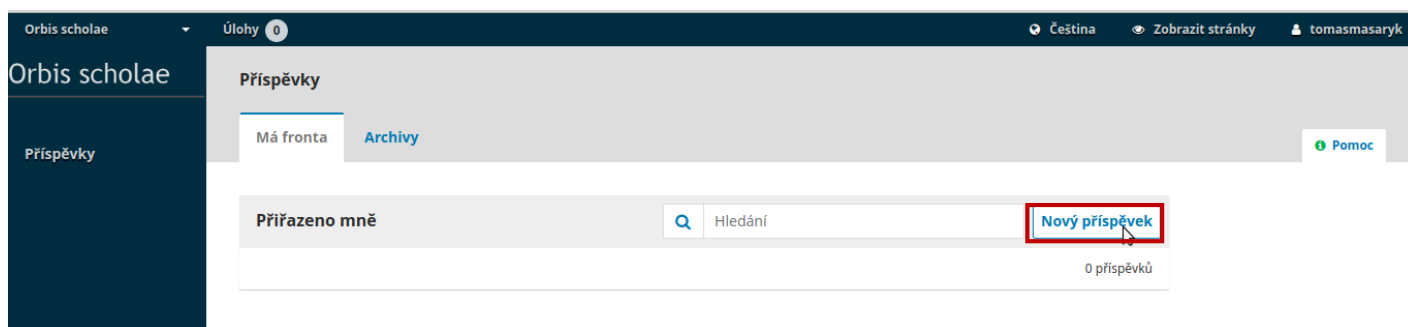 Orbis scholae Úlohy 0 Čeština Zobrazit stránky tomasmasaryk
Orbis scholae
Příspěvky
Příspěvky
Má fronta Archivy
Pomoc
Přiřazeno mně Hledání Nový příspěvek
0 příspěvků